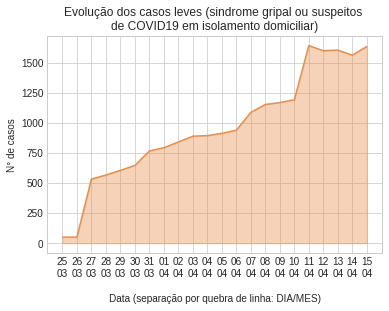 Evolução dos casos leves (sindrome gripal ou suspeitos
de COVID19 em isolamento domiciliar)
N° de casos
1500
1250
1000
750
500
250
0
25 26 27 28 29 30 31 01 02 03 04 05 06 07 08 09 10 11 12 13 14 15
03 03 03 03 03 03 03 04 04 04 04 04 04 04 04 04 04 04 04 04 04 04
Data (separação por quebra de linha: DIA/MES)